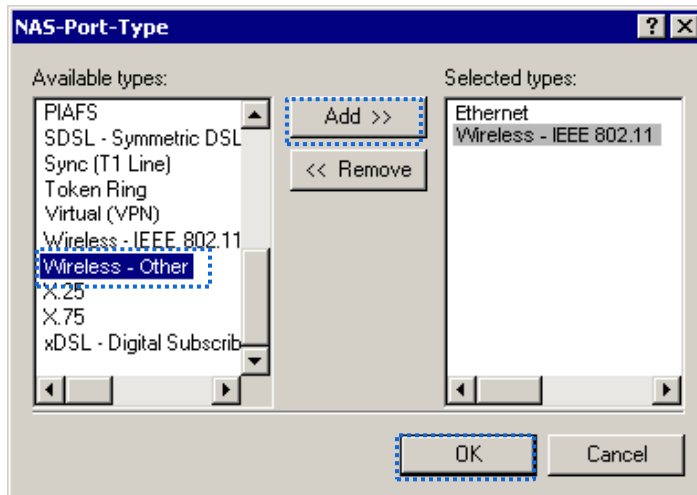 NAS-Port-Type
Available types:
PIAFS
SDSL - Symmetric DSL
Sync (T1 Line)
Token Ring
Virtual (VPN)
Wireless - IEEE 802.11
Wireless - Other
X.25
X.75
xDSL - Digital Subscrib
Add >>
<< Remove
Selected types:
Ethernet
Wireless - IEEE 802.11
OK
Cancel